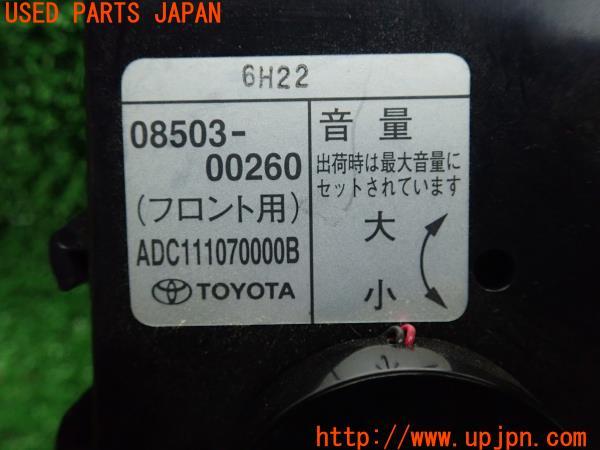 USED PARTS JAPAN
6H22
08503-
00260
(フロント用)
ADC111070000B
TOYOTA
音量
出荷時は最大音量に
セットされています
大
小
http://www.upjpn.com